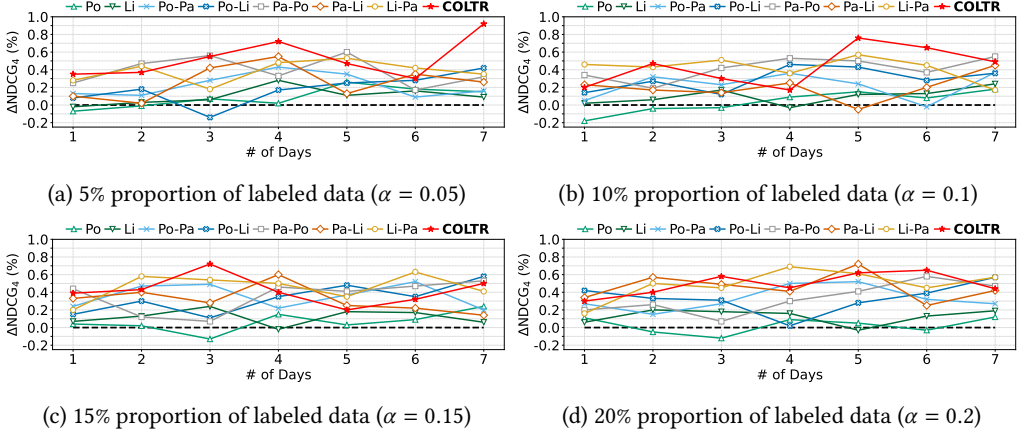 Po Li Po-Pa Po-Li Pa-Po Pa-Li Li-Pa COLTR
1.0
0.8
0.6
0.4
0.2
0.0
-0.2
ΔNDCG₄ (%)
1 2 3 4 5 6 7
# of Days
(a) 5% proportion of labeled data (α = 0.05)
Po Li Po-Pa Po-Li Pa-Po Pa-Li Li-Pa COLTR
1.0
0.8
0.6
0.4
0.2
0.0
-0.2
ΔNDCG₄ (%)
1 2 3 4 5 6 7
# of Days
(b) 10% proportion of labeled data (α = 0.1)
Po Li Po-Pa Po-Li Pa-Po Pa-Li Li-Pa COLTR
1.0
0.8
0.6
0.4
0.2
0.0
-0.2
ΔNDCG₄ (%)
1 2 3 4 5 6 7
# of Days
(c) 15% proportion of labeled data (α = 0.15)
Po Li Po-Pa Po-Li Pa-Po Pa-Li Li-Pa COLTR
1.0
0.8
0.6
0.4
0.2
0.0
-0.2
ΔNDCG₄ (%)
1 2 3 4 5 6 7
# of Days
(d) 20% proportion of labeled data (α = 0.2)